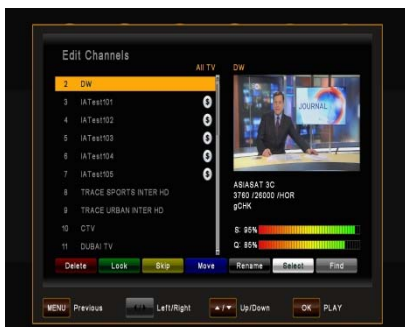 Edit Channels
All TV
DW
2 DW
3 IATest101 $
4 IATest102 $
5 IATest103 $
6 IATest104 $
7 IATest105 $
8 TRACE SPORTS INTER HD
9 TRACE URBAN INTER HD
10 CTV
11 DUBAI TV
JOURNAL
ASIASAT 3C
3760 /26000 /HOR
gCHK
S: 95%
Q: 85%
Delete Lock Skip Move Rename Select Find
MENU Previous Left/Right ▲/▼ Up/Down OK PLAY